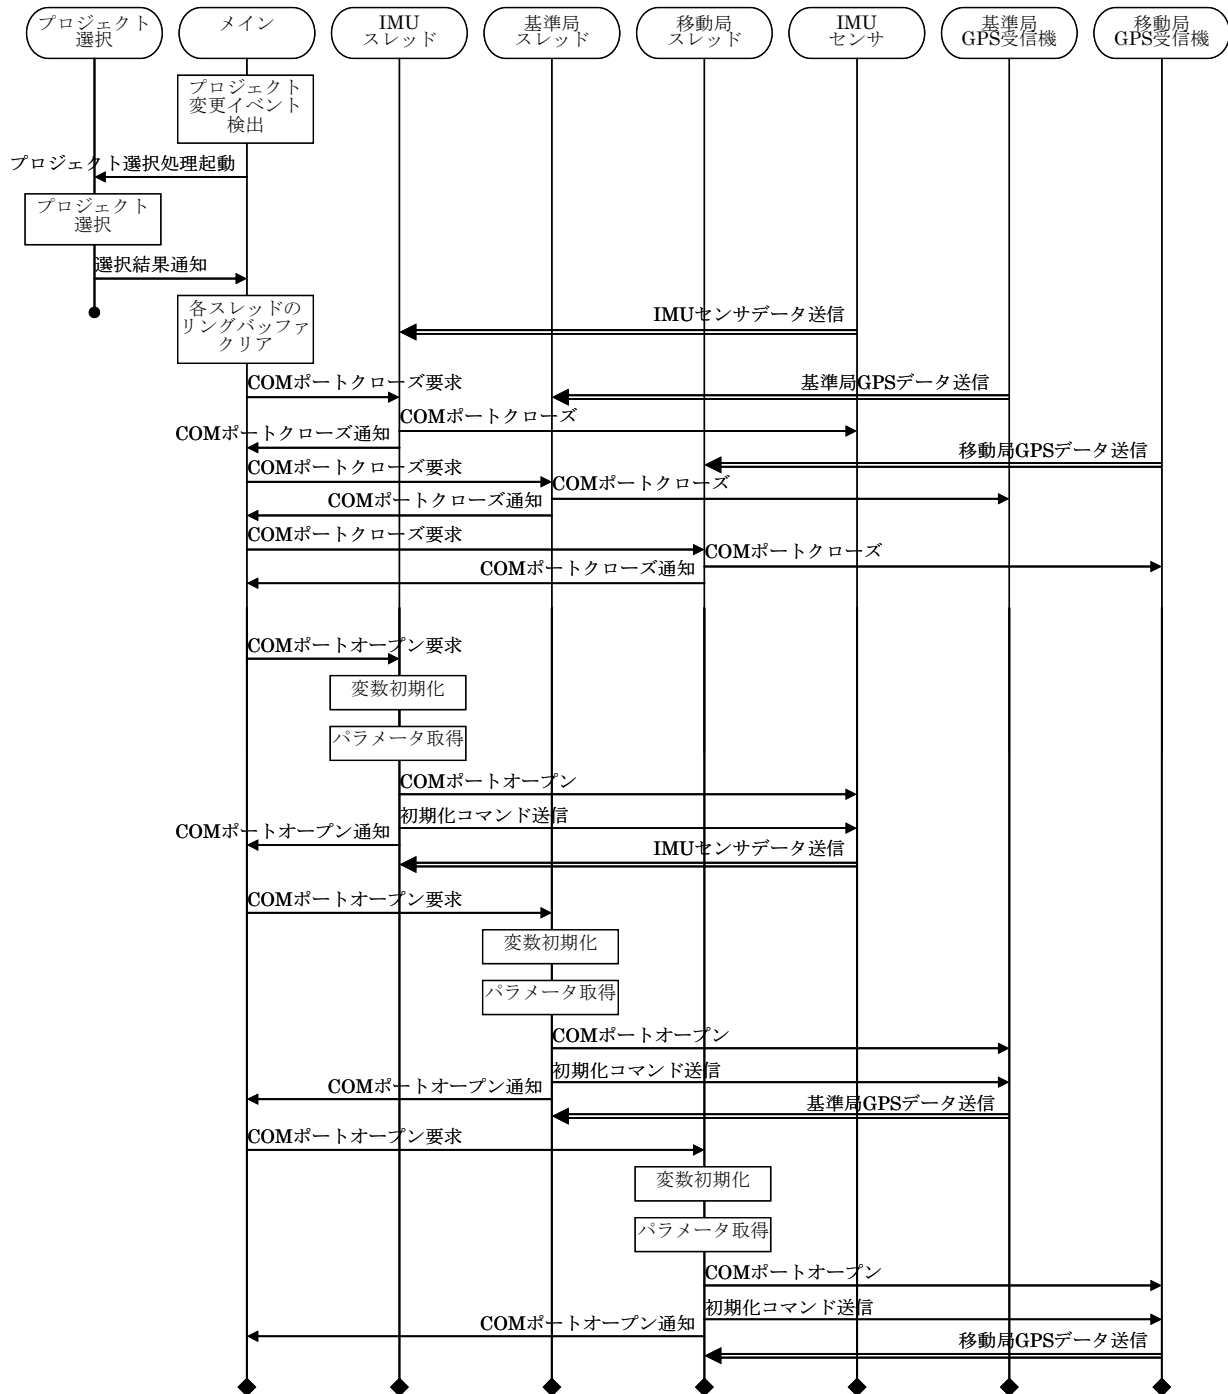 プロジェクト
選択
メイン
IMU
スレッド
基準局
スレッド
移動局
スレッド
IMU
センサ
基準局
GPS受信機
移動局
GPS受信機
プロジェクト
変更イベント
検出
プロジェクト選択処理起動
プロジェクト
選択
選択結果通知
各スレッドの
リングバッファ
クリア
IMUセンサデータ送信
COMポートクローズ要求
基準局GPSデータ送信
COMポートクローズ
COMポートクローズ通知
移動局GPSデータ送信
COMポートクローズ要求
COMポートクローズ
COMポートクローズ通知
COMポートクローズ要求
COMポートクローズ
COMポートクローズ通知
COMポートオープン要求
変数初期化
パラメータ取得
COMポートオープン
初期化コマンド送信
COMポートオープン通知
IMUセンサデータ送信
COMポートオープン要求
変数初期化
パラメータ取得
COMポートオープン
初期化コマンド送信
COMポートオープン通知
基準局GPSデータ送信
COMポートオープン要求
変数初期化
パラメータ取得
COMポートオープン
初期化コマンド送信
COMポートオープン通知
移動局GPSデータ送信